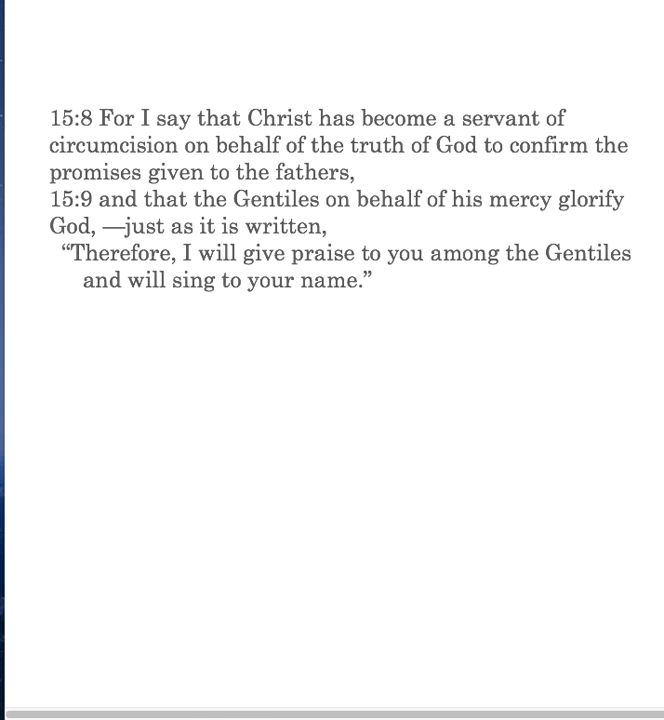 15:8 For I say that Christ has become a servant of
circumcision on behalf of the truth of God to confirm the
promises given to the fathers,
15:9 and that the Gentiles on behalf of his mercy glorify
God, —just as it is written,
“Therefore, I will give praise to you among the Gentiles
and will sing to your name.”